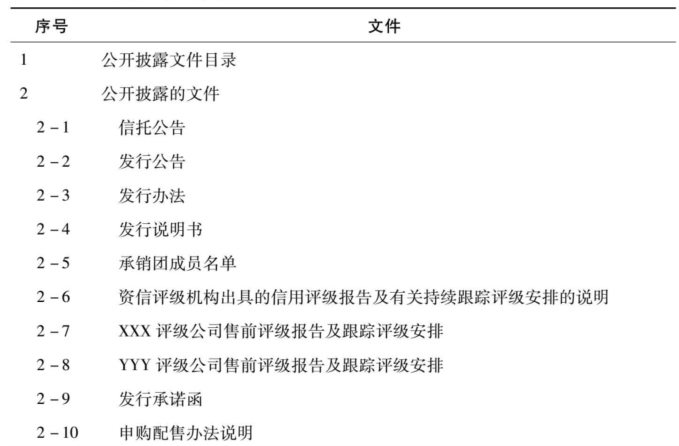 序号 文件
1 公开披露文件目录
2 公开披露的文件
2-1 信托公告
2-2 发行公告
2-3 发行办法
2-4 发行说明书
2-5 承销团成员名单
2-6 资信评级机构出具的信用评级报告及有关持续跟踪评级安排的说明
2-7 XXX 评级公司售前评级报告及跟踪评级安排
2-8 YYY 评级公司售前评级报告及跟踪评级安排
2-9 发行承诺函
2-10 申购配售办法说明